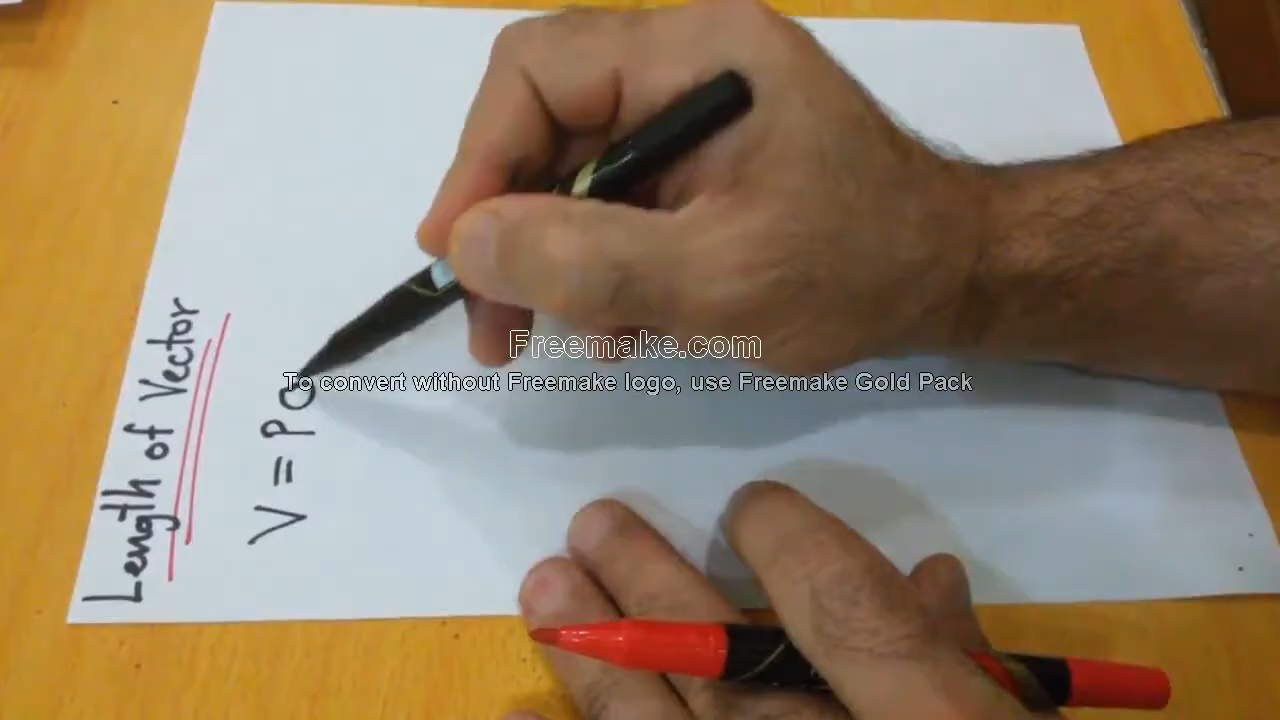 Length of Vector
V = PQ
Freemake.com
To convert without Freemake logo, use Freemake Gold Pack